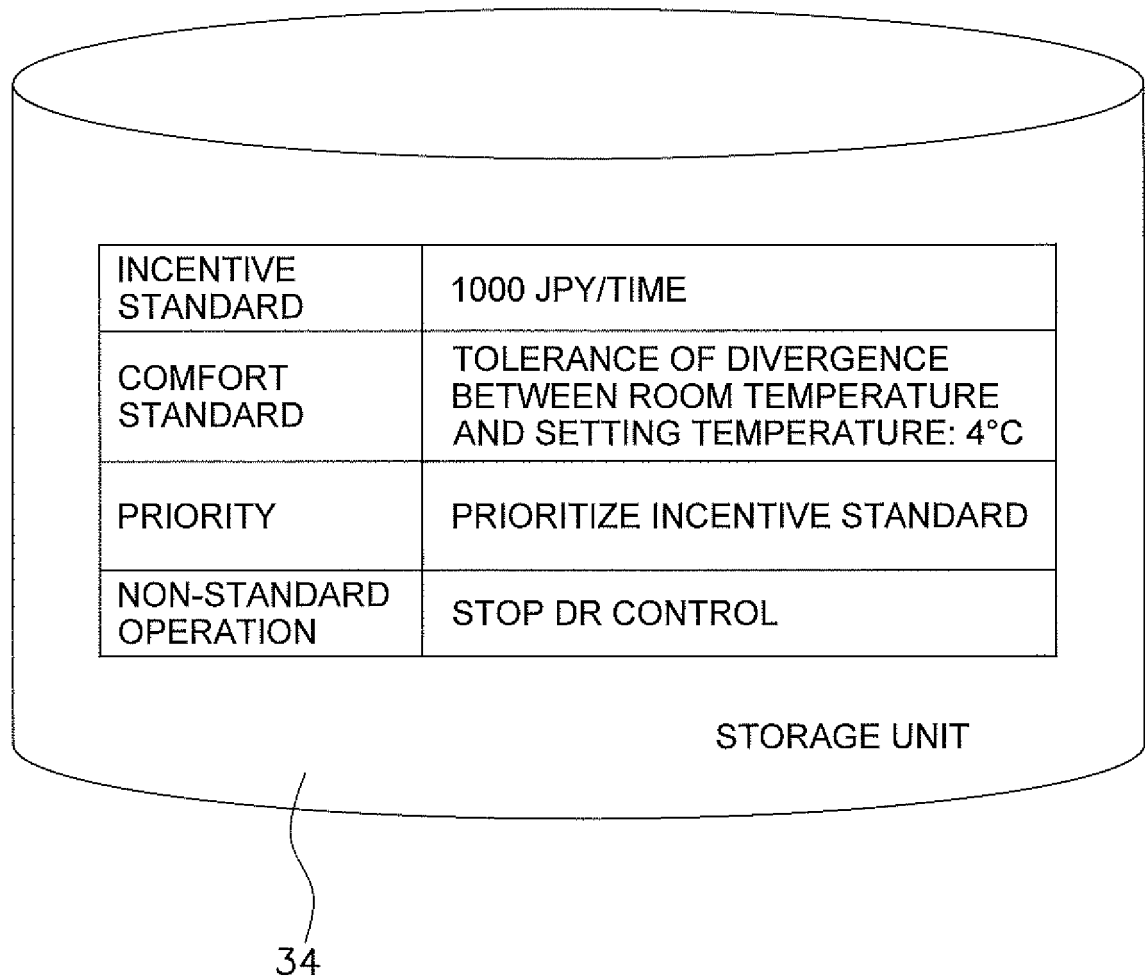 INCENTIVE
STANDARD
1000 JPY/TIME
COMFORT
STANDARD
TOLERANCE OF DIVERGENCE
BETWEEN ROOM TEMPERATURE
AND SETTING TEMPERATURE: 4°C
PRIORITY
PRIORITIZE INCENTIVE STANDARD
NON-STANDARD
OPERATION
STOP DR CONTROL
STORAGE UNIT
34